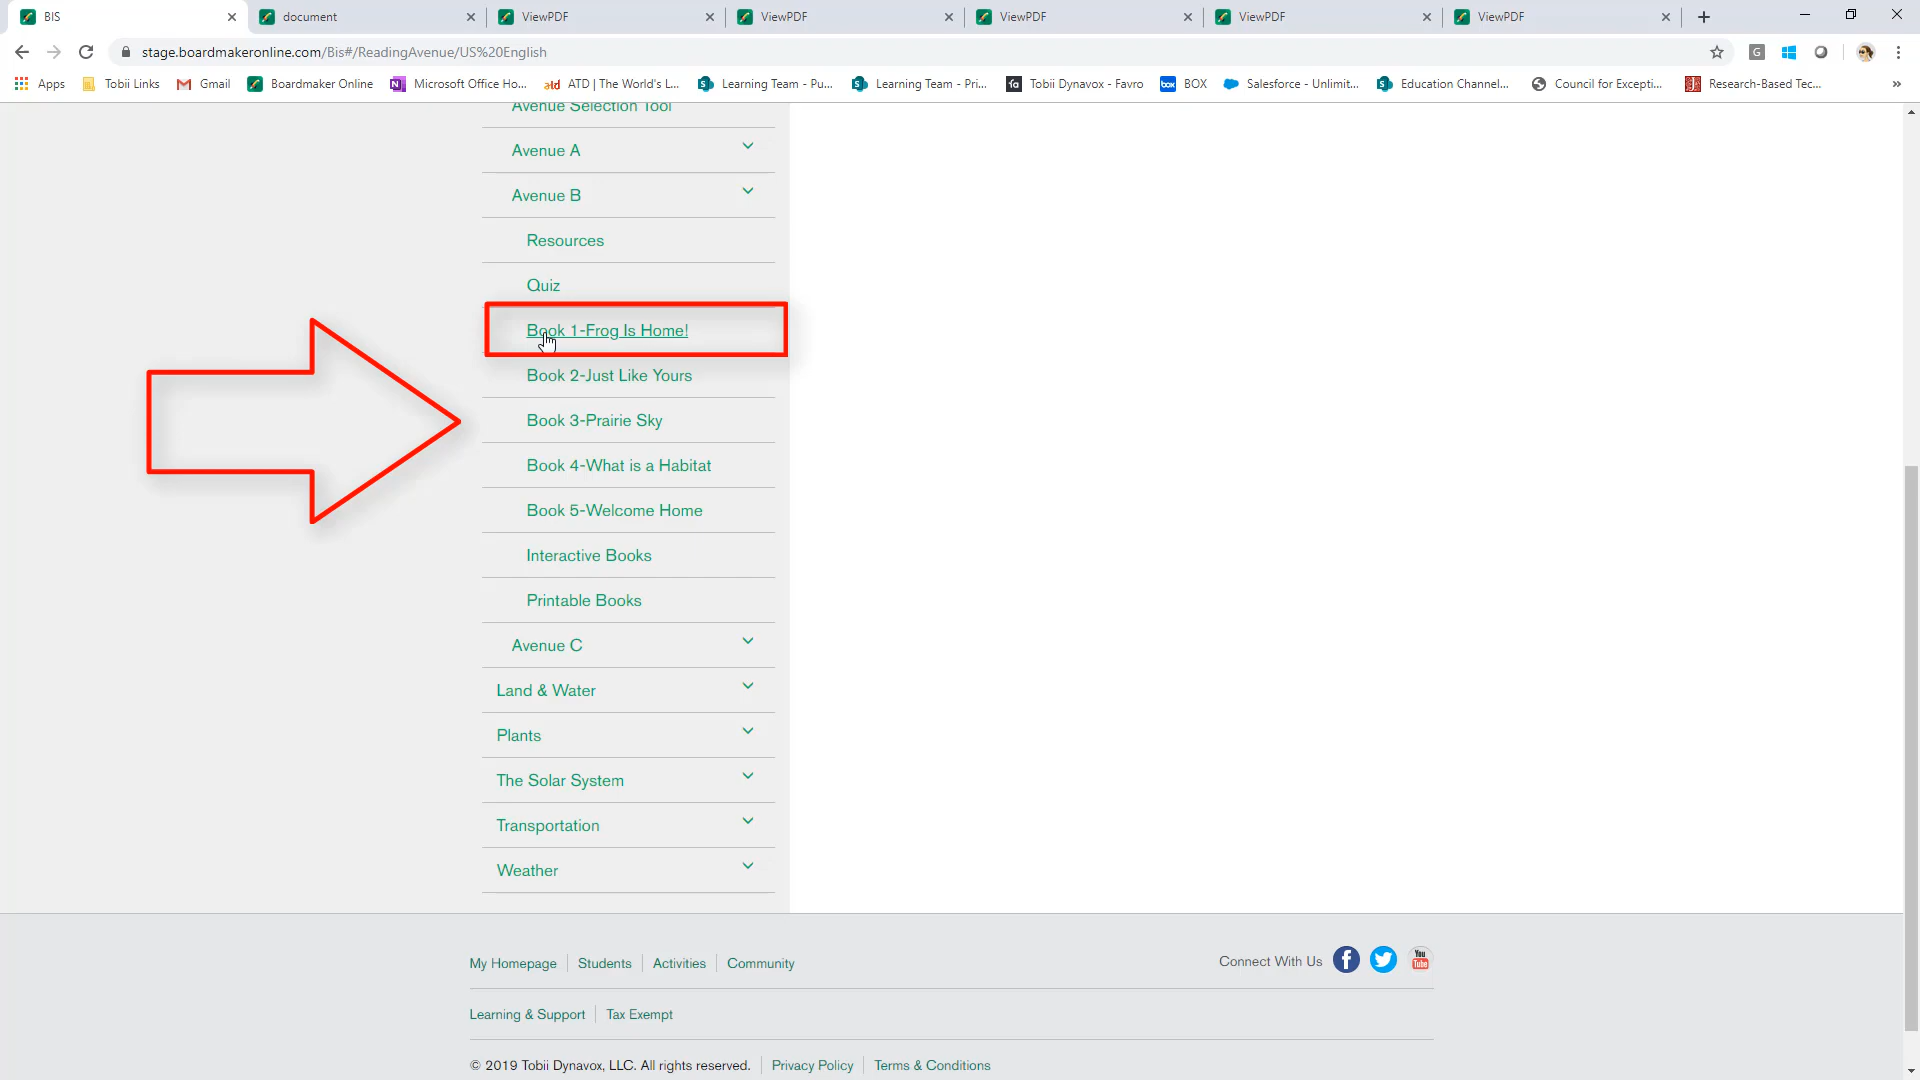 BIS
document
ViewPDF
ViewPDF
ViewPDF
ViewPDF
ViewPDF
stage.boardmakeronline.com/Bis#/ReadingAvenue/US%20English
Apps
Tobii Links
Gmail
Boardmaker Online
Microsoft Office Ho...
ATD | The World's L...
Learning Team - Pu...
Learning Team - Pri...
Tobii Dynavox - Favro
BOX
Salesforce - Unlimit...
Education Channel...
Council for Excepti...
Research-Based Tec...
Avenue Selection Tool
Avenue A
Avenue B
Resources
Quiz
Book 1-Frog Is Home!
Book 2-Just Like Yours
Book 3-Prairie Sky
Book 4-What is a Habitat
Book 5-Welcome Home
Interactive Books
Printable Books
Avenue C
Land & Water
Plants
The Solar System
Transportation
Weather
My Homepage
Students
Activities
Community
Connect With Us
You Tube
Learning & Support
Tax Exempt
© 2019 Tobii Dynavox, LLC. All rights reserved.
Privacy Policy
Terms & Conditions